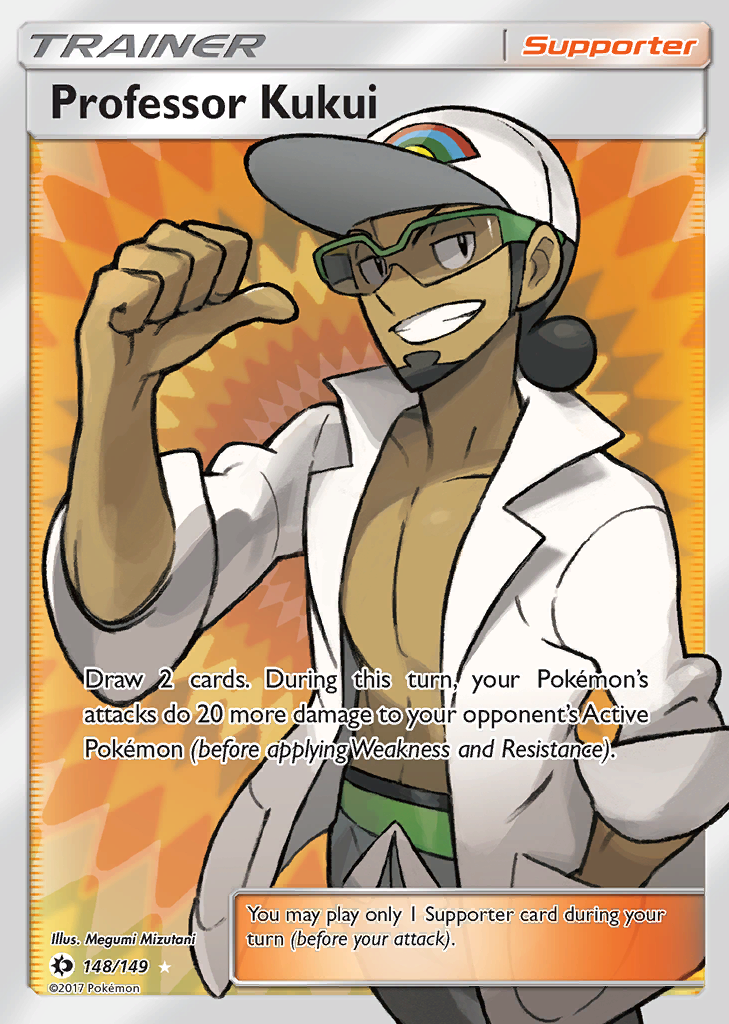 TRAINER
Supporter
Professor Kukui
Draw 2 cards. During this turn, your Pokémon's
attacks do 20 more damage to your opponent's Active
Pokémon (before applying Weakness and Resistance).
You may play only 1 Supporter card during your
turn (before your attack).
Illus. Megumi Mizutani
148/149 ★
©2017 Pokémon